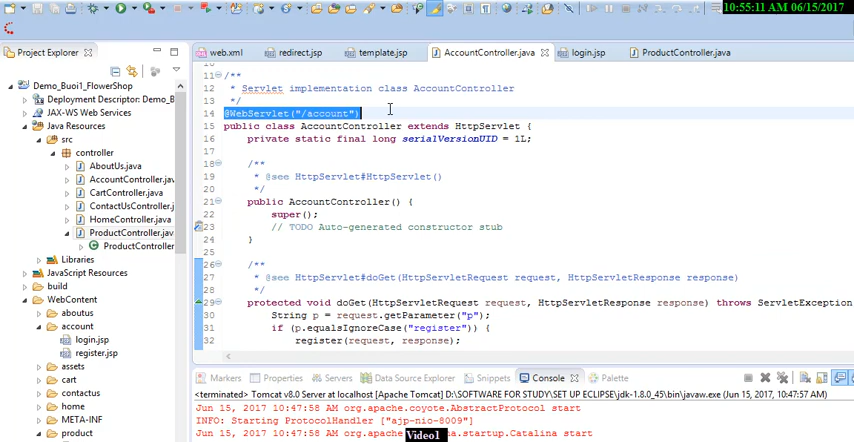 10:55:11 AM 06/15/2017
Project Explorer
web.xml
redirect.jsp
template.jsp
AccountController.java
login.jsp
ProductController.java
Demo_Buoi1_FlowerShop
Deployment Descriptor: Demo_B
JAX-WS Web Services
Java Resources
src
controller
AboutUs.java
AccountController.jav
CartController.java
ContactUsController.j
HomeController.java
ProductController.jav
ProductController
Libraries
JavaScript Resources
build
WebContent
aboutus
account
login.jsp
register.jsp
assets
cart
contactus
home
META-INF
product
10
11 /**
12 * Servlet implementation class AccountController
13 */
14 @WebServlet("/account")
15 public class AccountController extends HttpServlet {
16 private static final long serialVersionUID = 1L;
17
18 /**
19 * @see HttpServlet#HttpServlet()
20 */
21 public AccountController() {
22 super();
23 // TODO Auto-generated constructor stub
24 }
25
26 /**
27 * @see HttpServlet#doGet(HttpServletRequest request, HttpServletResponse response)
28 */
29 protected void doGet(HttpServletRequest request, HttpServletResponse response) throws ServletException
30 String p = request.getParameter("p");
31 if (p.equalsIgnoreCase("register")) {
32 register(request, response);
Markers
Properties
Servers
Data Source Explorer
Snippets
Console
Palette
<terminated> Tomcat v8.0 Server at localhost [Apache Tomcat] D:\SOFTWARE FOR STUDY\SET UP ECLIPSE\jdk-1.8.0_45\bin\javaw.exe (Jun 15, 2017, 10:47:57 AM)
Jun 15, 2017 10:47:58 AM org.apache.coyote.AbstractProtocol start
INFO: Starting ProtocolHandler ["ajp-nio-8009"]
Jun 15, 2017 10:47:58 AM
na.startup.Catalina start
Video1